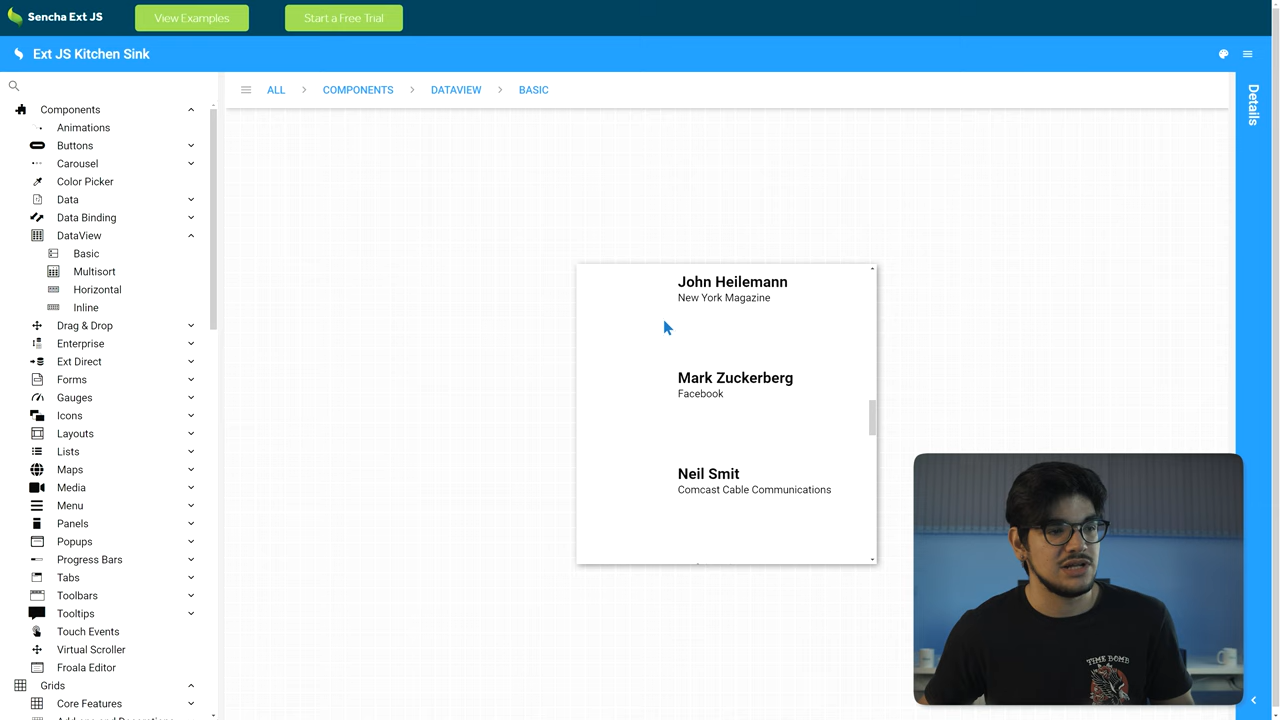 Sencha Ext JS
View Examples
Start a Free Trial
Ext JS Kitchen Sink
ALL
COMPONENTS
DATAVIEW
BASIC
Details
Components
Animations
Buttons
Carousel
Color Picker
Data
Data Binding
DataView
Basic
Multisort
Horizontal
Inline
Drag & Drop
Enterprise
Ext Direct
Forms
Gauges
Icons
Layouts
Lists
Maps
Media
Menu
Panels
Popups
Progress Bars
Tabs
Toolbars
Tooltips
Touch Events
Virtual Scroller
Froala Editor
Grids
Core Features
John Heilemann
New York Magazine
Mark Zuckerberg
Facebook
Neil Smit
Comcast Cable Communications
TIME BOMB